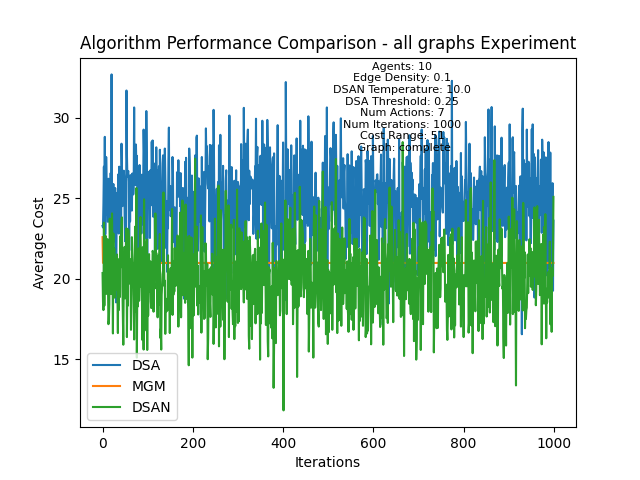 Algorithm Performance Comparison - all graphs Experiment
Agents: 10
Edge Density: 0.1
DSAN Temperature: 10.0
DSA Threshold: 0.25
Num Actions: 7
Num Iterations: 1000
Cost Range: 5
Graph: complete
Average Cost
30
25
20
15
DSA
MGM
DSAN
0
200
400
600
800
1000
Iterations